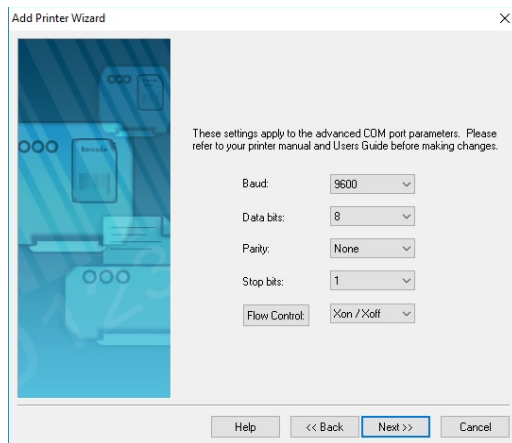 Add Printer Wizard
Barcode
These settings apply to the advanced COM port parameters. Please
refer to your printer manual and Users Guide before making changes.
Baud: 9600
Data bits: 8
Parity: None
Stop bits: 1
Flow Control: Xon / Xoff
Help << Back Next >> Cancel